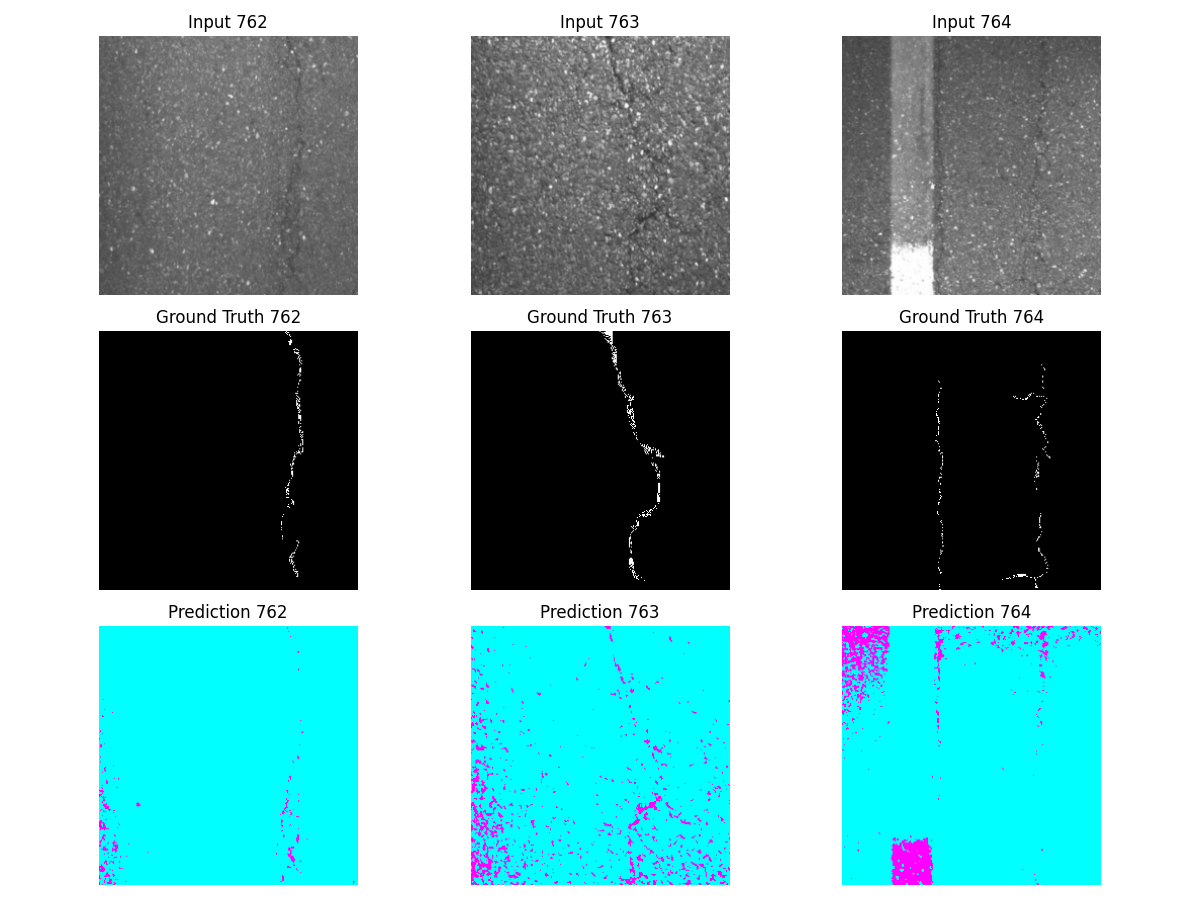 Input 762
Input 763
Input 764
Ground Truth 762
Ground Truth 763
Ground Truth 764
Prediction 762
Prediction 763
Prediction 764